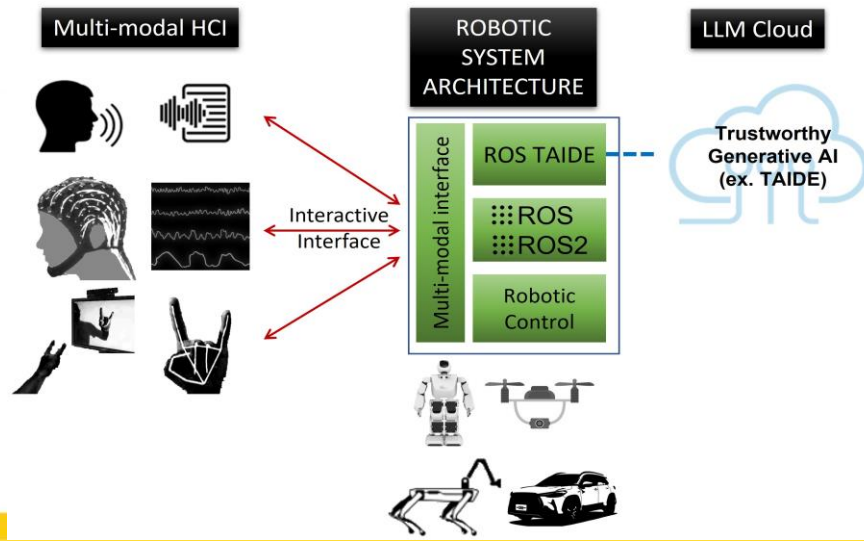 Multi-modal HCI
ROBOTIC
SYSTEM
ARCHITECTURE
LLM Cloud
Interactive
Interface
Multi-modal interface
ROS TAIDE
ROS
ROS2
Robotic
Control
Trustworthy
Generative AI
(ex. TAIDE)